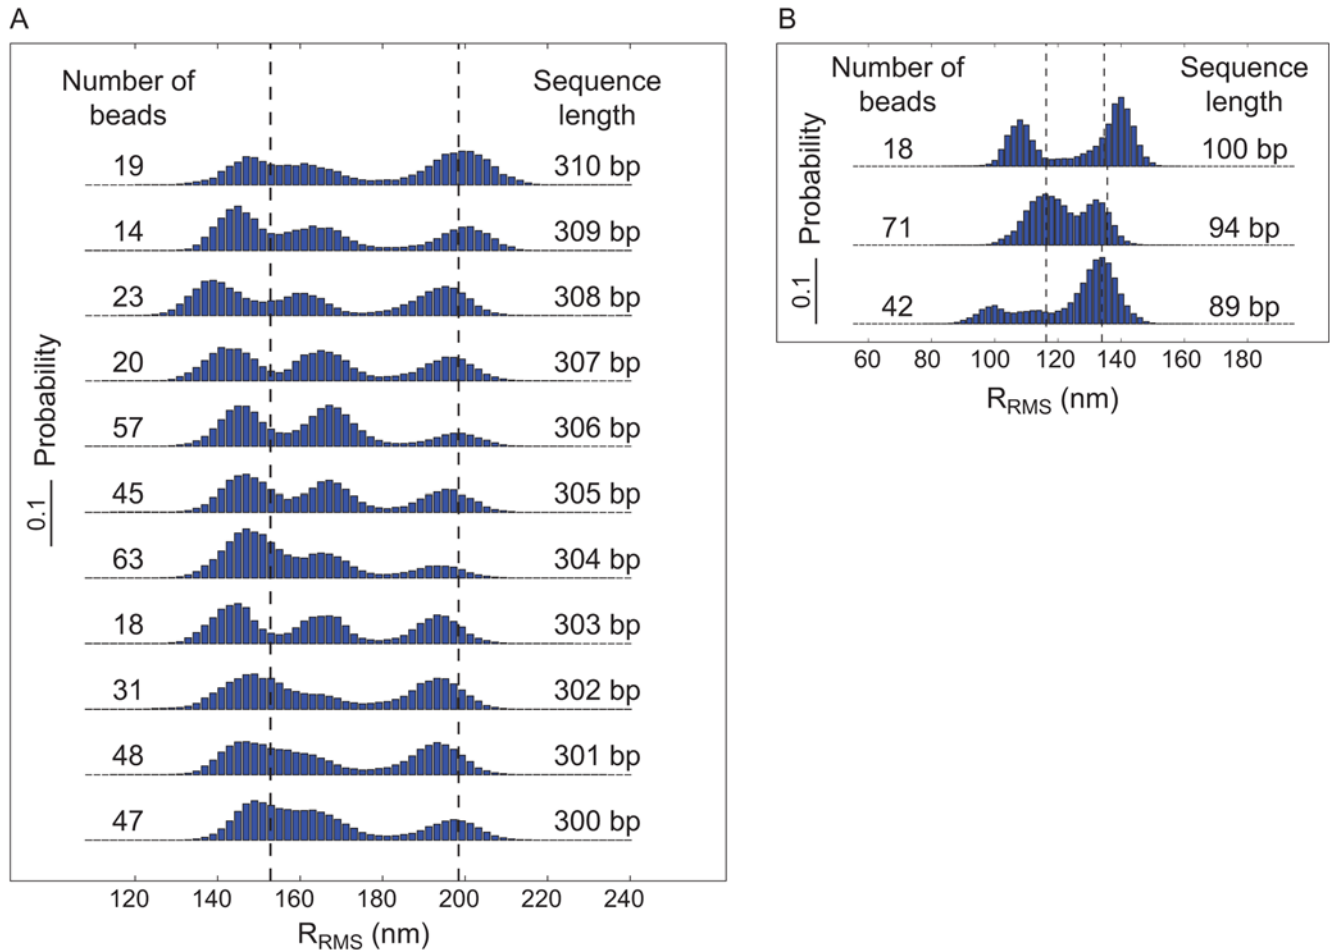 A
Number of
beads
Sequence
length
19
310 bp
14
309 bp
23
308 bp
20
307 bp
57
306 bp
45
305 bp
63
304 bp
18
303 bp
31
302 bp
48
301 bp
47
300 bp
0.1 Probability
120 140 160 180 200 220 240
RRMS (nm)
B
Number of
beads
Sequence
length
18
100 bp
71
94 bp
42
89 bp
0.1 Probability
60 80 100 120 140 160 180
RRMS (nm)